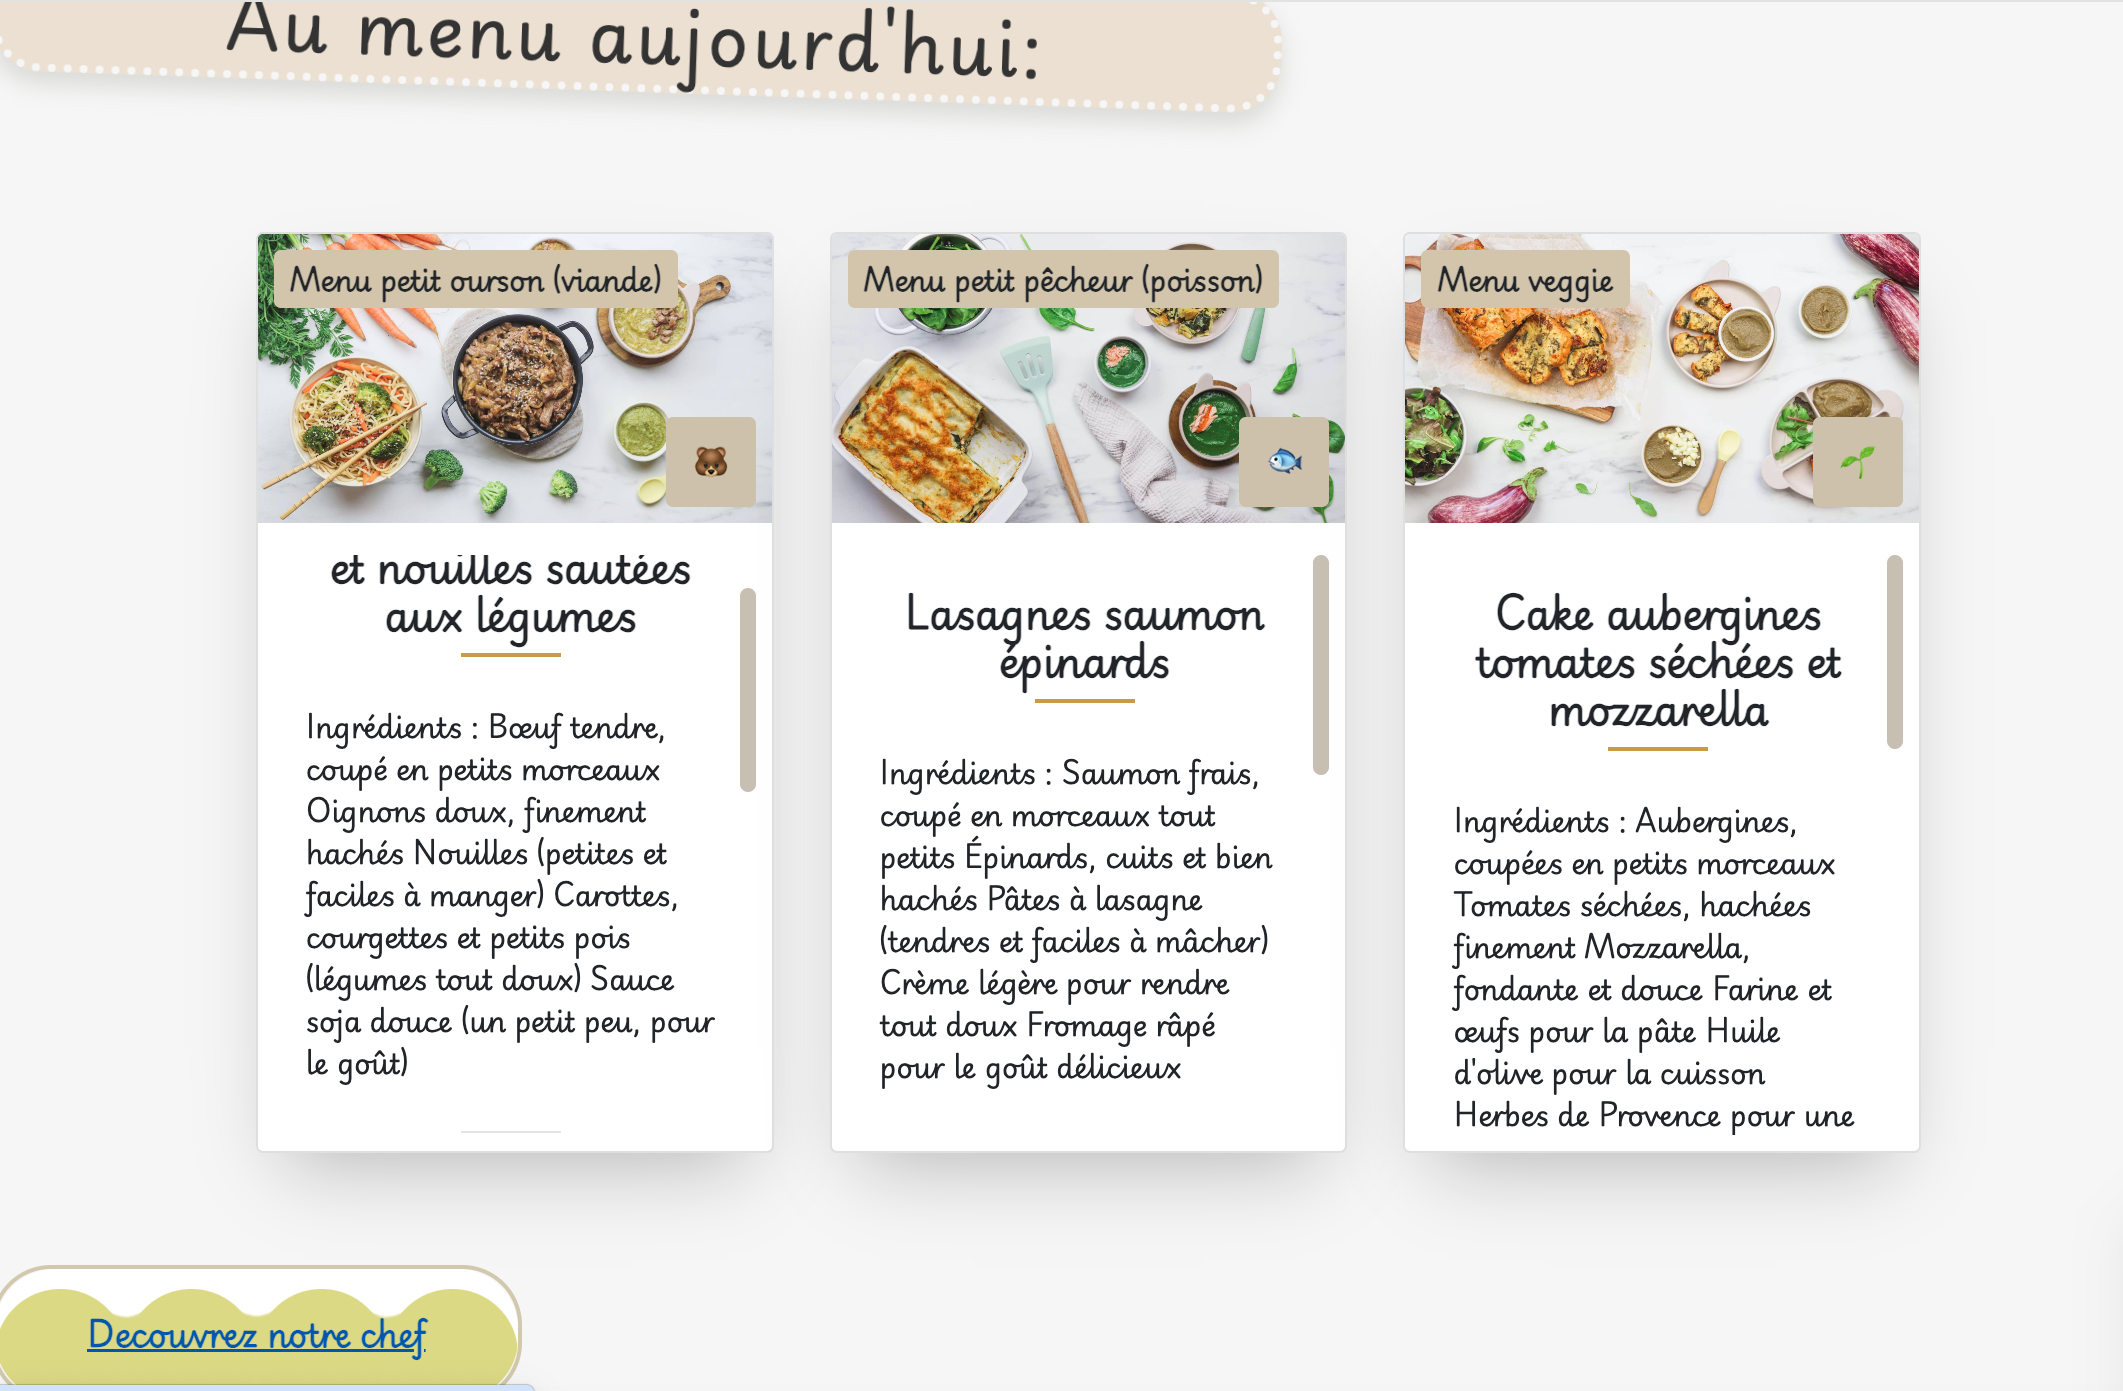 Au menu aujourd'hui:
Menu petit ourson (viande)
et nouilles sautées
aux légumes
Ingrédients : Bœuf tendre,
coupé en petits morceaux
Oignons doux, finement
hachés Nouilles (petites et
faciles à manger) Carottes,
courgettes et petits pois
(légumes tout doux) Sauce
soja douce (un petit peu, pour
le goût)
Menu petit pêcheur (poisson)
Lasagnes saumon
épinards
Ingrédients : Saumon frais,
coupé en morceaux tout
petits Épinards, cuits et bien
hachés Pâtes à lasagne
(tendres et faciles à mâcher)
Crème légère pour rendre
tout doux Fromage râpé
pour le goût délicieux
Menu veggie
Cake aubergines
tomates séchées et
mozzarella
Ingrédients : Aubergines,
coupées en petits morceaux
Tomates séchées, hachées
finement Mozzarella,
fondante et douce Farine et
œufs pour la pâte Huile
d'olive pour la cuisson
Herbes de Provence pour une
Decouvrez notre chef